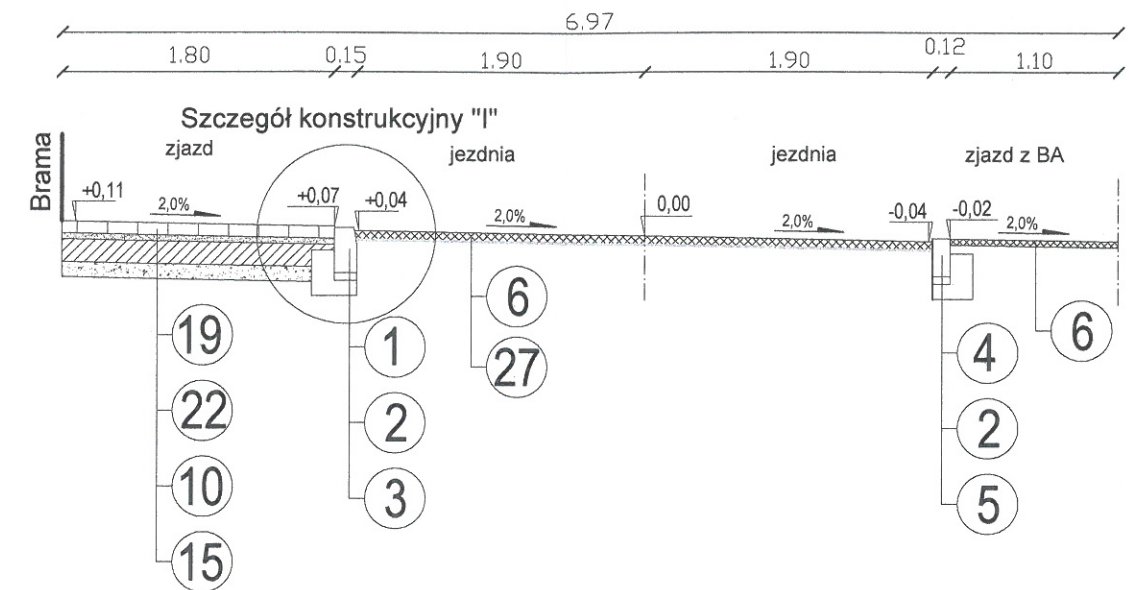 6,97
1.80 0,15 1,90 1,90 0,12 1,10
Szczegół konstrukcyjny "I"
Brama
zjazd jezdnia jezdnia zjazd z BA
+0,11 2,0% +0,07 +0,04 2,0% 0,00 2,0% -0,04 -0,02 2,0%
19 1 6 4 6
22 2 27 2
10 3 5
15